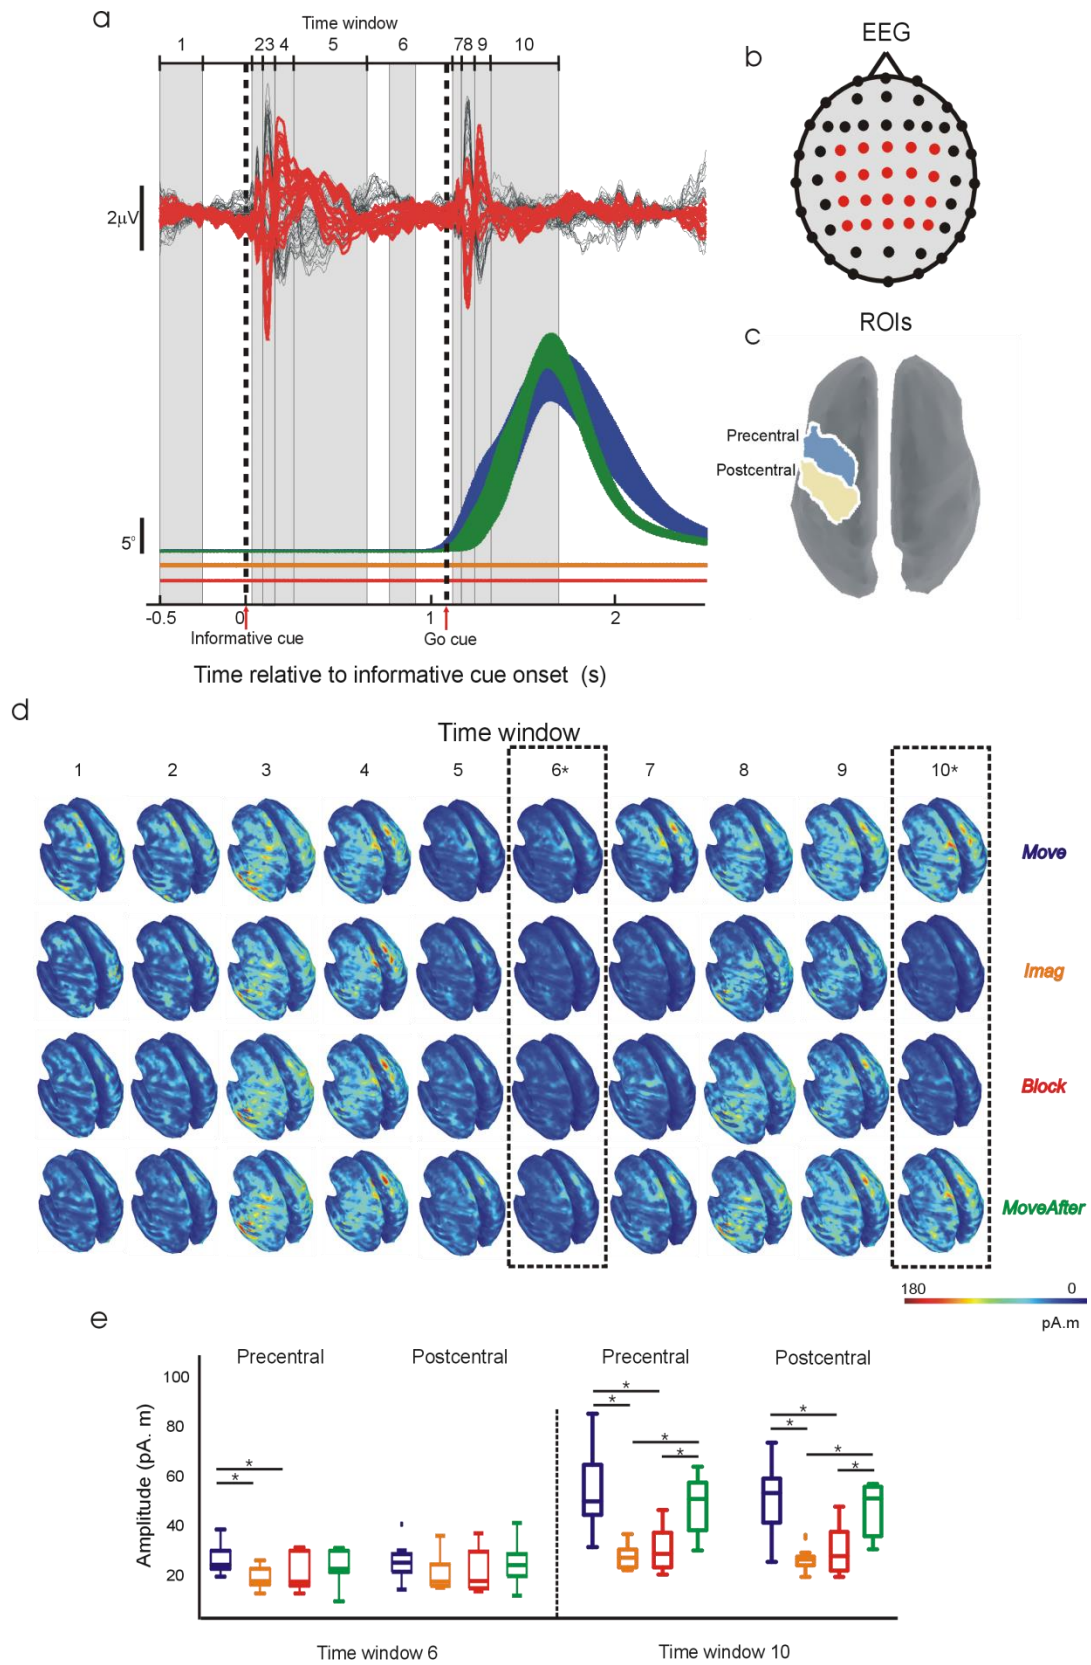 a
Time window
1 2 3 4 5 6 7 8 9 10
2µV
5°
-0.5 0 1 2
Informative cue Go cue
Time relative to informative cue onset (s)
b
EEG
ROIs
c
Precentral
Postcentral
d
Time window
1 2 3 4 5 6* 7 8 9 10*
Move
Imag
Block
MoveAfter
180 0
pA.m
e
Precentral Postcentral Precentral Postcentral
Amplitude (pA. m)
100
80
60
40
20
* * * * * * * * * *
Time window 6 Time window 10